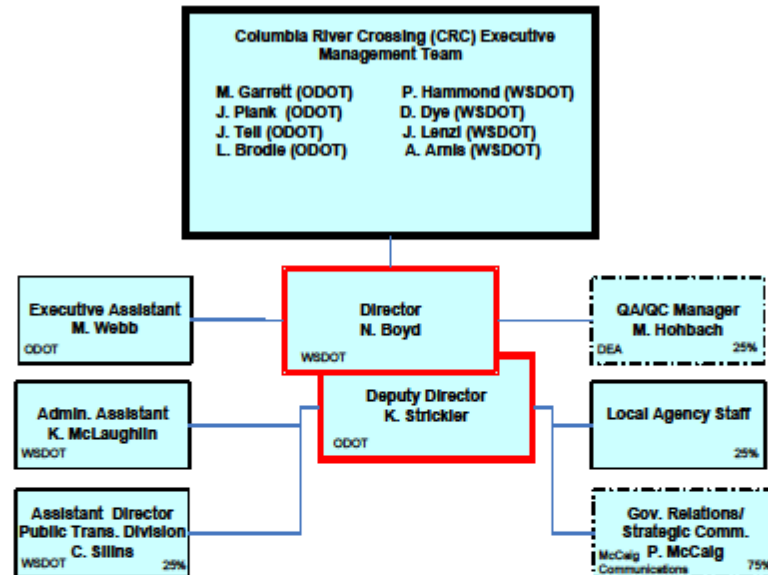 Columbia River Crossing (CRC) Executive
Management Team
M. Garrett (ODOT) P. Hammond (WSDOT)
J. Plank (ODOT) D. Dye (WSDOT)
J. Tell (ODOT) J. Lenzi (WSDOT)
L. Brodie (ODOT) A. Arnis (WSDOT)
Executive Assistant
M. Webb
ODOT
Director
N. Boyd
WSDOT
QA/QC Manager
M. Hohbach
DEA 25%
Admin. Assistant
K. McLaughlin
WSDOT
Deputy Director
K. Strickler
ODOT
Local Agency Staff
25%
Assistant Director
Public Trans. Division
C. Silins
WSDOT 25%
Gov. Relations/
Strategic Comm.
P. McCaig
McCaig
Communications 75%